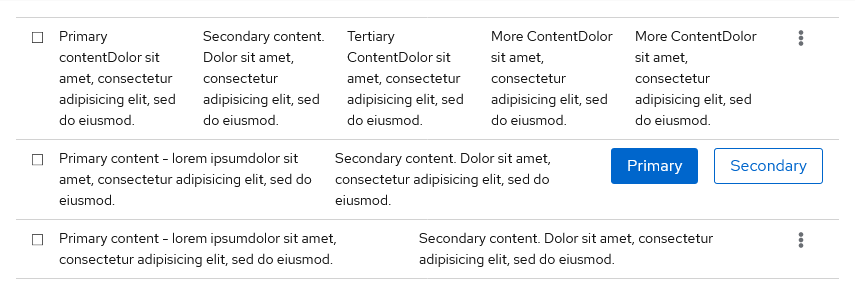 Primary
contentDolor sit
amet, consectetur
adipisicing elit, sed
do eiusmod.
Secondary content.
Dolor sit amet,
consectetur
adipisicing elit, sed
do eiusmod.
Tertiary
ContentDolor sit
amet, consectetur
adipisicing elit, sed
do eiusmod.
More ContentDolor
sit amet,
consectetur
adipisicing elit, sed
do eiusmod.
More ContentDolor
sit amet,
consectetur
adipisicing elit, sed
do eiusmod.
Primary content - lorem ipsumdolor sit
amet, consectetur adipisicing elit, sed do
eiusmod.
Secondary content. Dolor sit amet,
consectetur adipisicing elit, sed do
eiusmod.
Primary
Secondary
Primary content - lorem ipsumdolor sit amet,
consectetur adipisicing elit, sed do eiusmod.
Secondary content. Dolor sit amet, consectetur
adipisicing elit, sed do eiusmod.